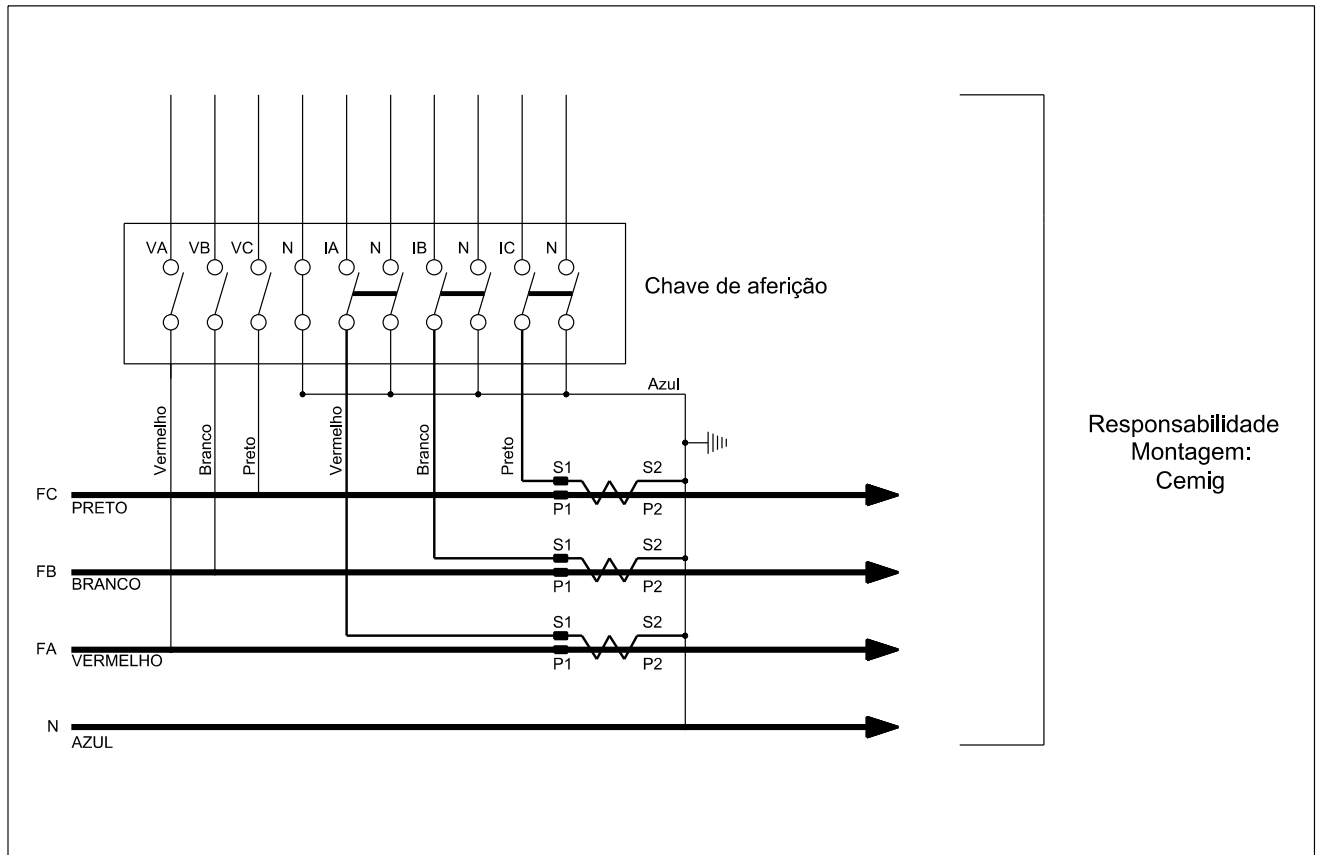 VA VB VC N IA N IB N IC N
Chave de aferição
Azul
Vermelho
Branco
Preto
Vermelho
Branco
Preto
Responsabilidade
Montagem:
Cemig
S1 S2
FC
PRETO
P1 P2
S1 S2
FB
BRANCO
P1 P2
S1 S2
FA
VERMELHO
P1 P2
N
AZUL